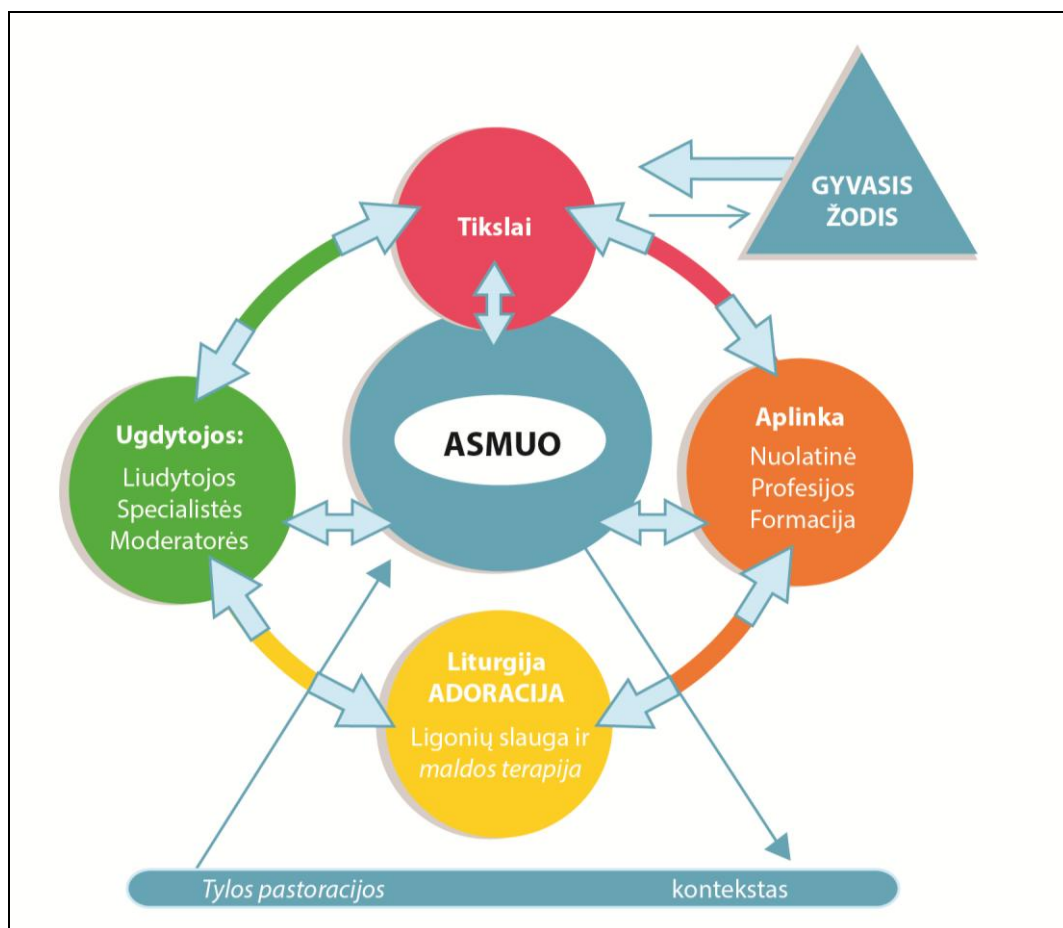 Tikslai
GYVASIS
ŽODIS
Ugdytojos:
Liudytojos
Specialistės
Moderatorės
ASMUO
Aplinka
Nuolatinė
Profesijos
Formacija
Liturgija
ADORACIJA
Ligonių slauga ir
maldos terapija
Tylos pastoracijos kontekstas